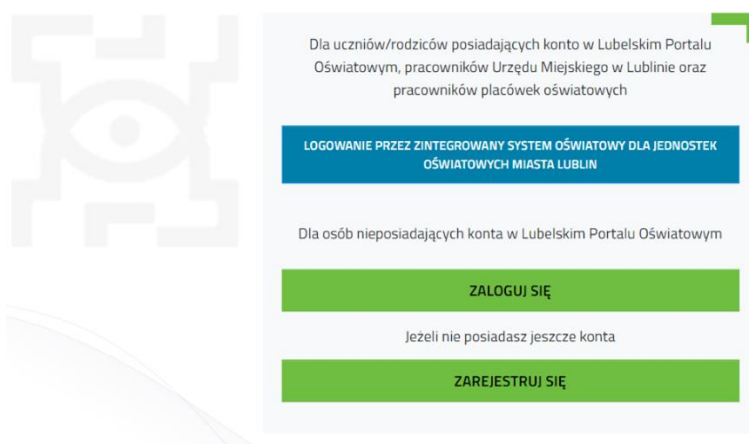 Dla uczniów/rodziców posiadających konto w Lubelskim Portalu
Oświatowym, pracowników Urzędu Miejskiego w Lublinie oraz
pracowników placówek oświatowych
LOGOWANIE PRZEZ ZINTEGROWANY SYSTEM OŚWIATOWY DLA JEDNOSTEK
OŚWIATOWYCH MIASTA LUBLIN
Dla osób nieposiadających konta w Lubelskim Portalu Oświatowym
ZALOGUJ SIĘ
Jeżeli nie posiadasz jeszcze konta
ZAREJESTRUJ SIĘ